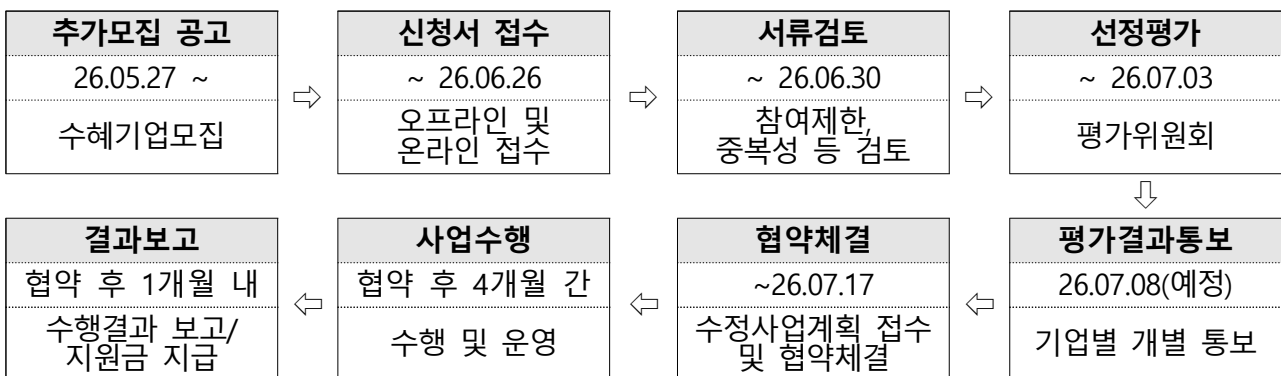 추가모집 공고
26.05.27 ~
수혜기업모집
신청서 접수
~ 26.06.26
오프라인 및
온라인 접수
서류검토
~ 26.06.30
참여제한,
중복성 등 검토
선정평가
~ 26.07.03
평가위원회
평가결과통보
26.07.08(예정)
기업별 개별 통보
협약체결
~26.07.17
수정사업계획 접수
및 협약체결
사업수행
협약 후 4개월 간
수행 및 운영
결과보고
협약 후 1개월 내
수행결과 보고/
지원금 지급